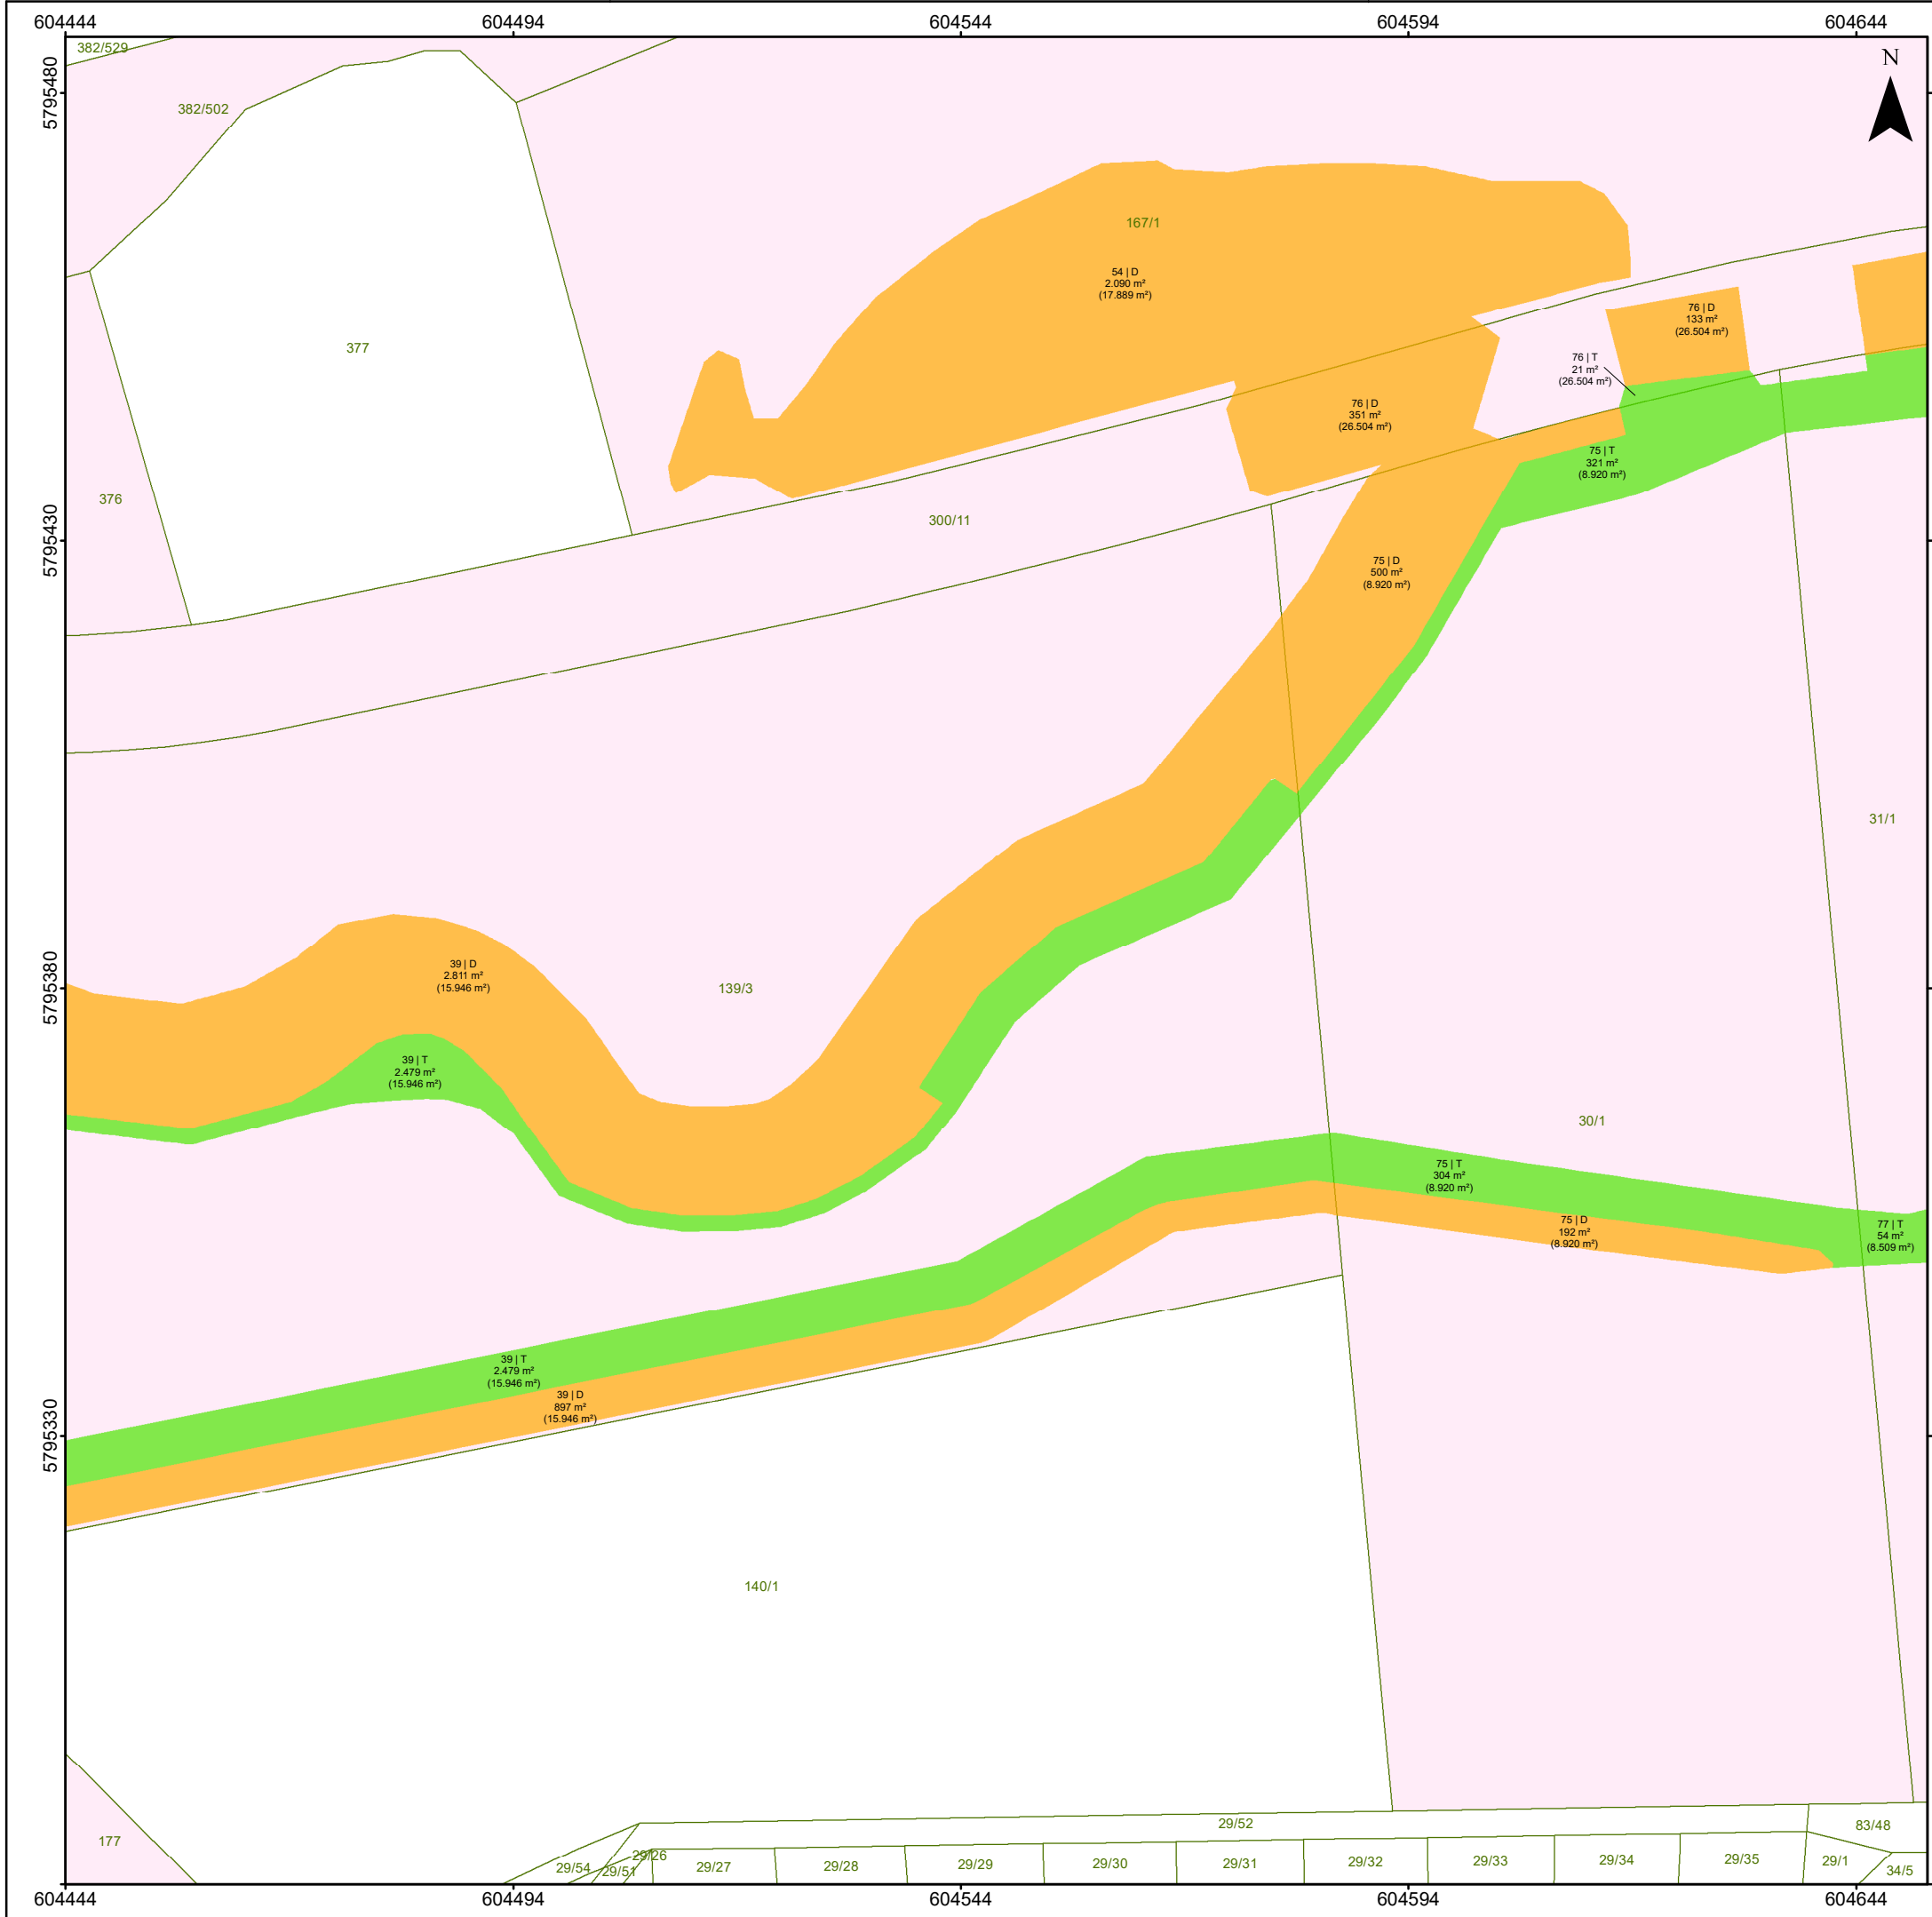 604444 604494 604544 604594 604644
N
382/529
5795480
382/502
167/1
54 | D
2.090 m²
(17.889 m²)
76 | D
133 m²
(26.504 m²)
377
76 | T
21 m²
(26.504 m²)
76 | D
351 m²
(26.504 m²)
75 | T
321 m²
(8.920 m²)
376
300/11
5795430
75 | D
500 m²
(8.920 m²)
31/1
39 | D
2.811 m²
(15.946 m²)
139/3
5795380
39 | T
2.479 m²
(15.946 m²)
30/1
75 | T
304 m²
(8.920 m²)
75 | D
192 m²
(8.920 m²)
77 | T
54 m²
(8.509 m²)
39 | T
2.479 m²
(15.946 m²)
39 | D
897 m²
(15.946 m²)
5795330
140/1
29/52
83/48
177
29/54
29/51
29/26
29/27
29/28
29/29
29/30
29/31
29/32
29/33
29/34
29/35
29/1
34/5
604444 604494 604544 604594 604644